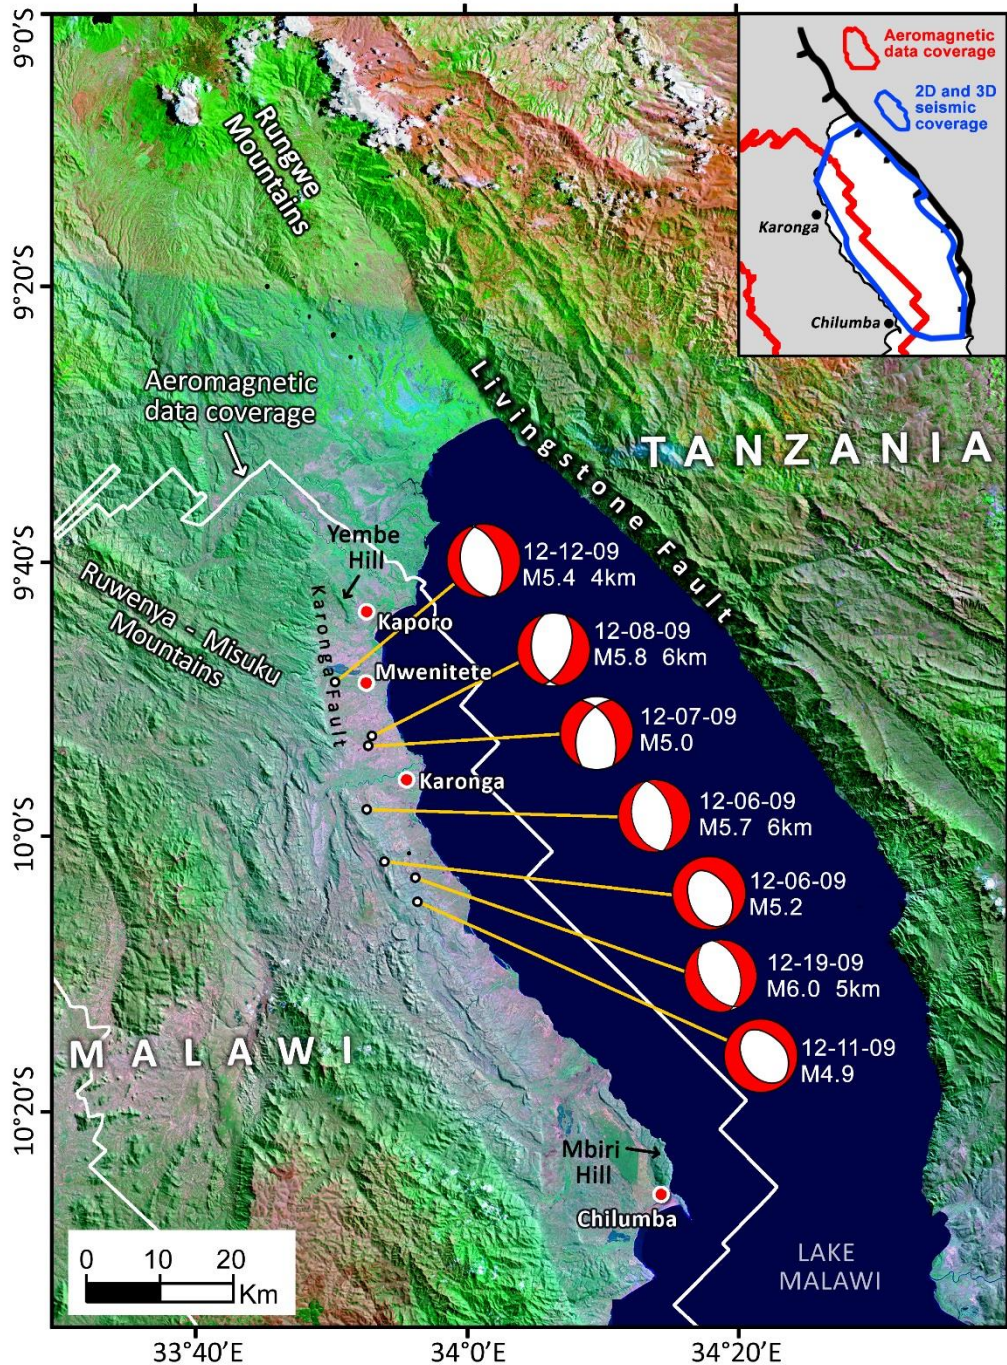 9°0'S
9°20'S
9°40'S
10°0'S
10°20'S
33°40'E
34°0'E
34°20'E
Aeromagnetic
data coverage
2D and 3D
seismic
coverage
Karonga
Chilumba
Rungwe
Mountains
Aeromagnetic
data coverage
Livingstone Fault
TANZANIA
Yembe
Hill
Ruwenya - Misuku
Mountains
Karonga Fault
Kaporo
Mwenitete
Karonga
12-12-09
M5.4 4km
12-08-09
M5.8 6km
12-07-09
M5.0
12-06-09
M5.7 6km
12-06-09
M5.2
12-19-09
M6.0 5km
12-11-09
M4.9
MALAWI
Mbiri
Hill
Chilumba
LAKE
MALAWI
0 10 20
Km